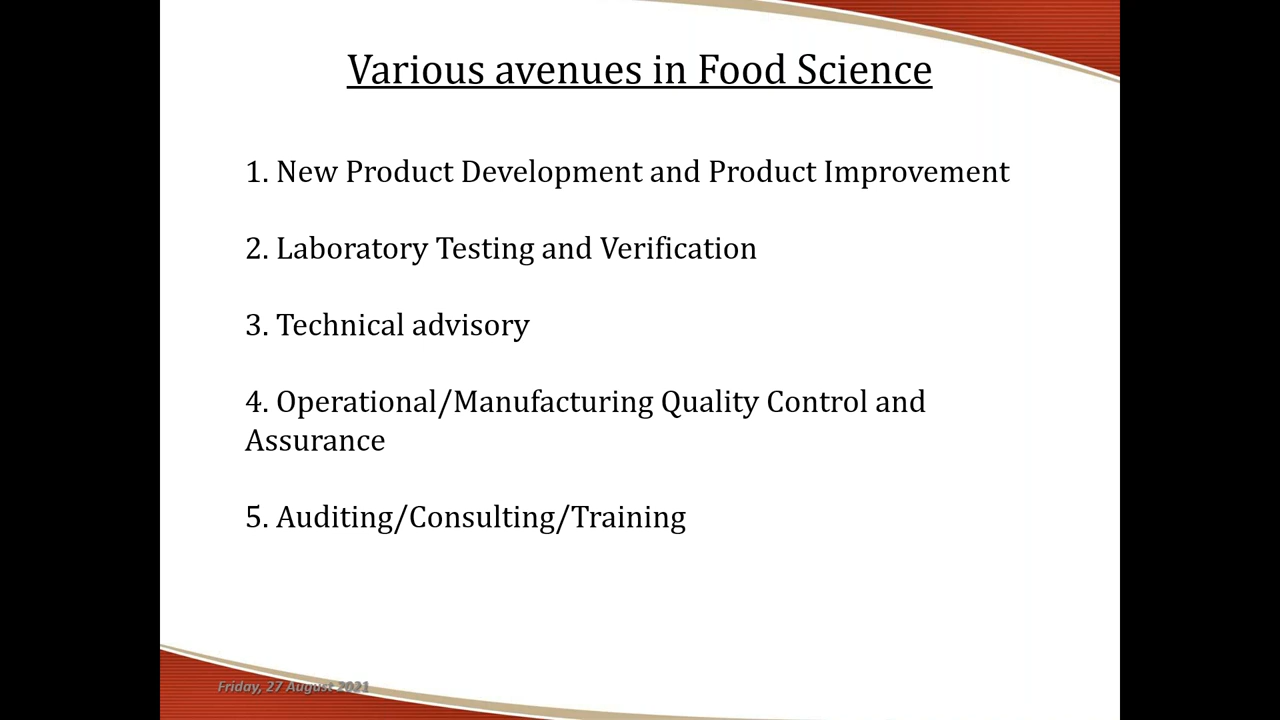 Various avenues in Food Science
1. New Product Development and Product Improvement
2. Laboratory Testing and Verification
3. Technical advisory
4. Operational/Manufacturing Quality Control and
Assurance
5. Auditing/Consulting/Training
Friday, 27 August 2021